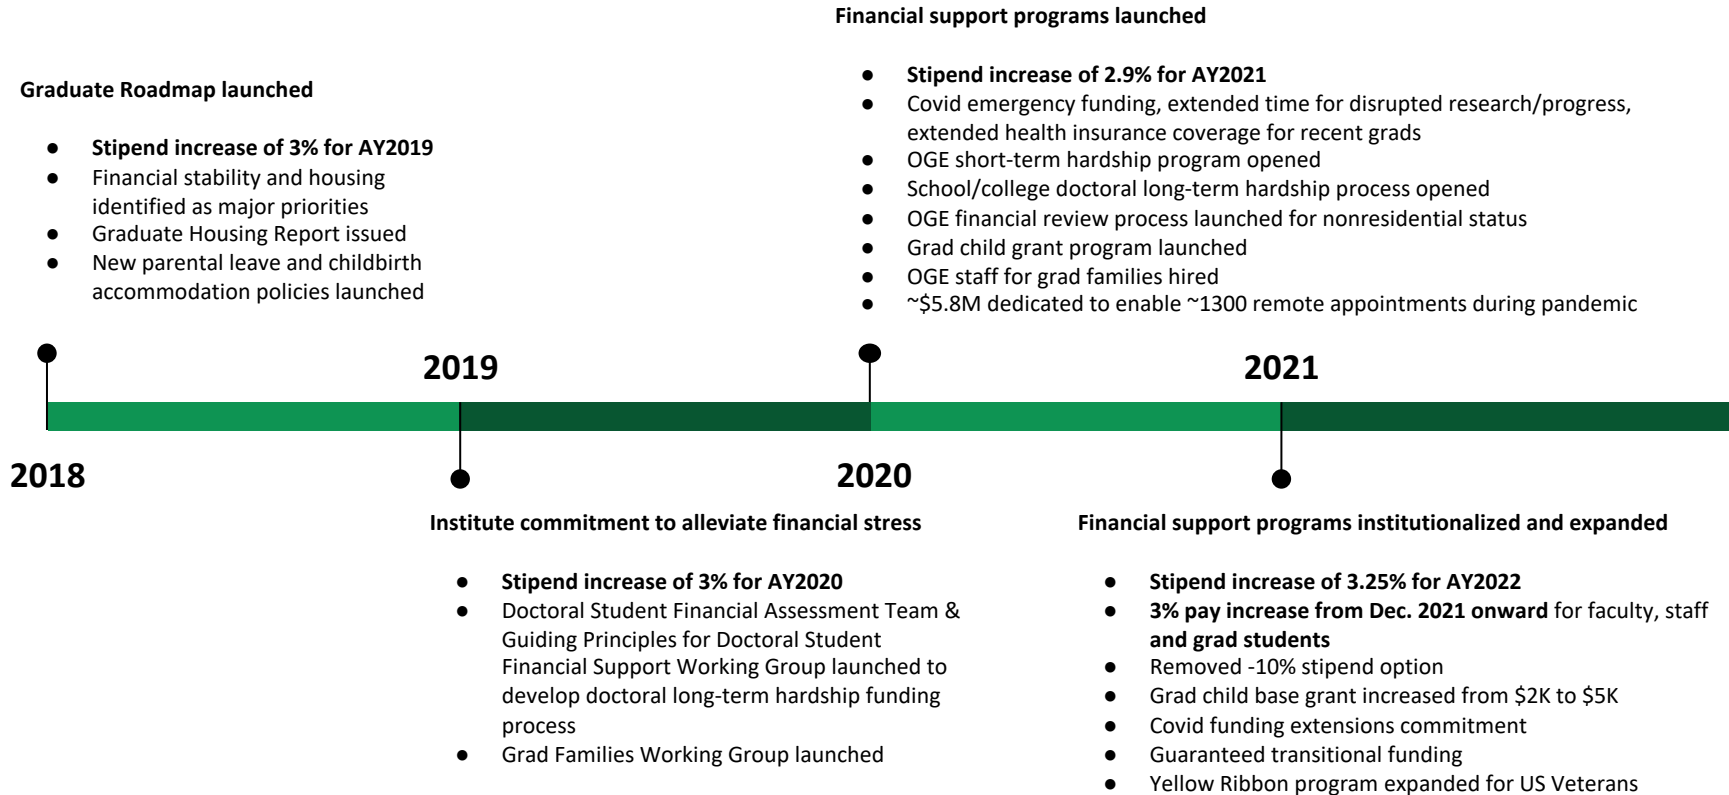 Graduate Roadmap launched
● Stipend increase of 3% for AY2019
● Financial stability and housing
identified as major priorities
● Graduate Housing Report issued
● New parental leave and childbirth
accommodation policies launched
Financial support programs launched
● Stipend increase of 2.9% for AY2021
● Covid emergency funding, extended time for disrupted research/progress,
extended health insurance coverage for recent grads
● OGE short-term hardship program opened
● School/college doctoral long-term hardship process opened
● OGE financial review process launched for nonresidential status
● Grad child grant program launched
● OGE staff for grad families hired
● ~$5.8M dedicated to enable ~1300 remote appointments during pandemic
2019
2021
2018
2020
Institute commitment to alleviate financial stress
● Stipend increase of 3% for AY2020
● Doctoral Student Financial Assessment Team &
Guiding Principles for Doctoral Student
Financial Support Working Group launched to
develop doctoral long-term hardship funding
process
● Grad Families Working Group launched
Financial support programs institutionalized and expanded
● Stipend increase of 3.25% for AY2022
● 3% pay increase from Dec. 2021 onward for faculty, staff
and grad students
● Removed -10% stipend option
● Grad child base grant increased from $2K to $5K
● Covid funding extensions commitment
● Guaranteed transitional funding
● Yellow Ribbon program expanded for US Veterans